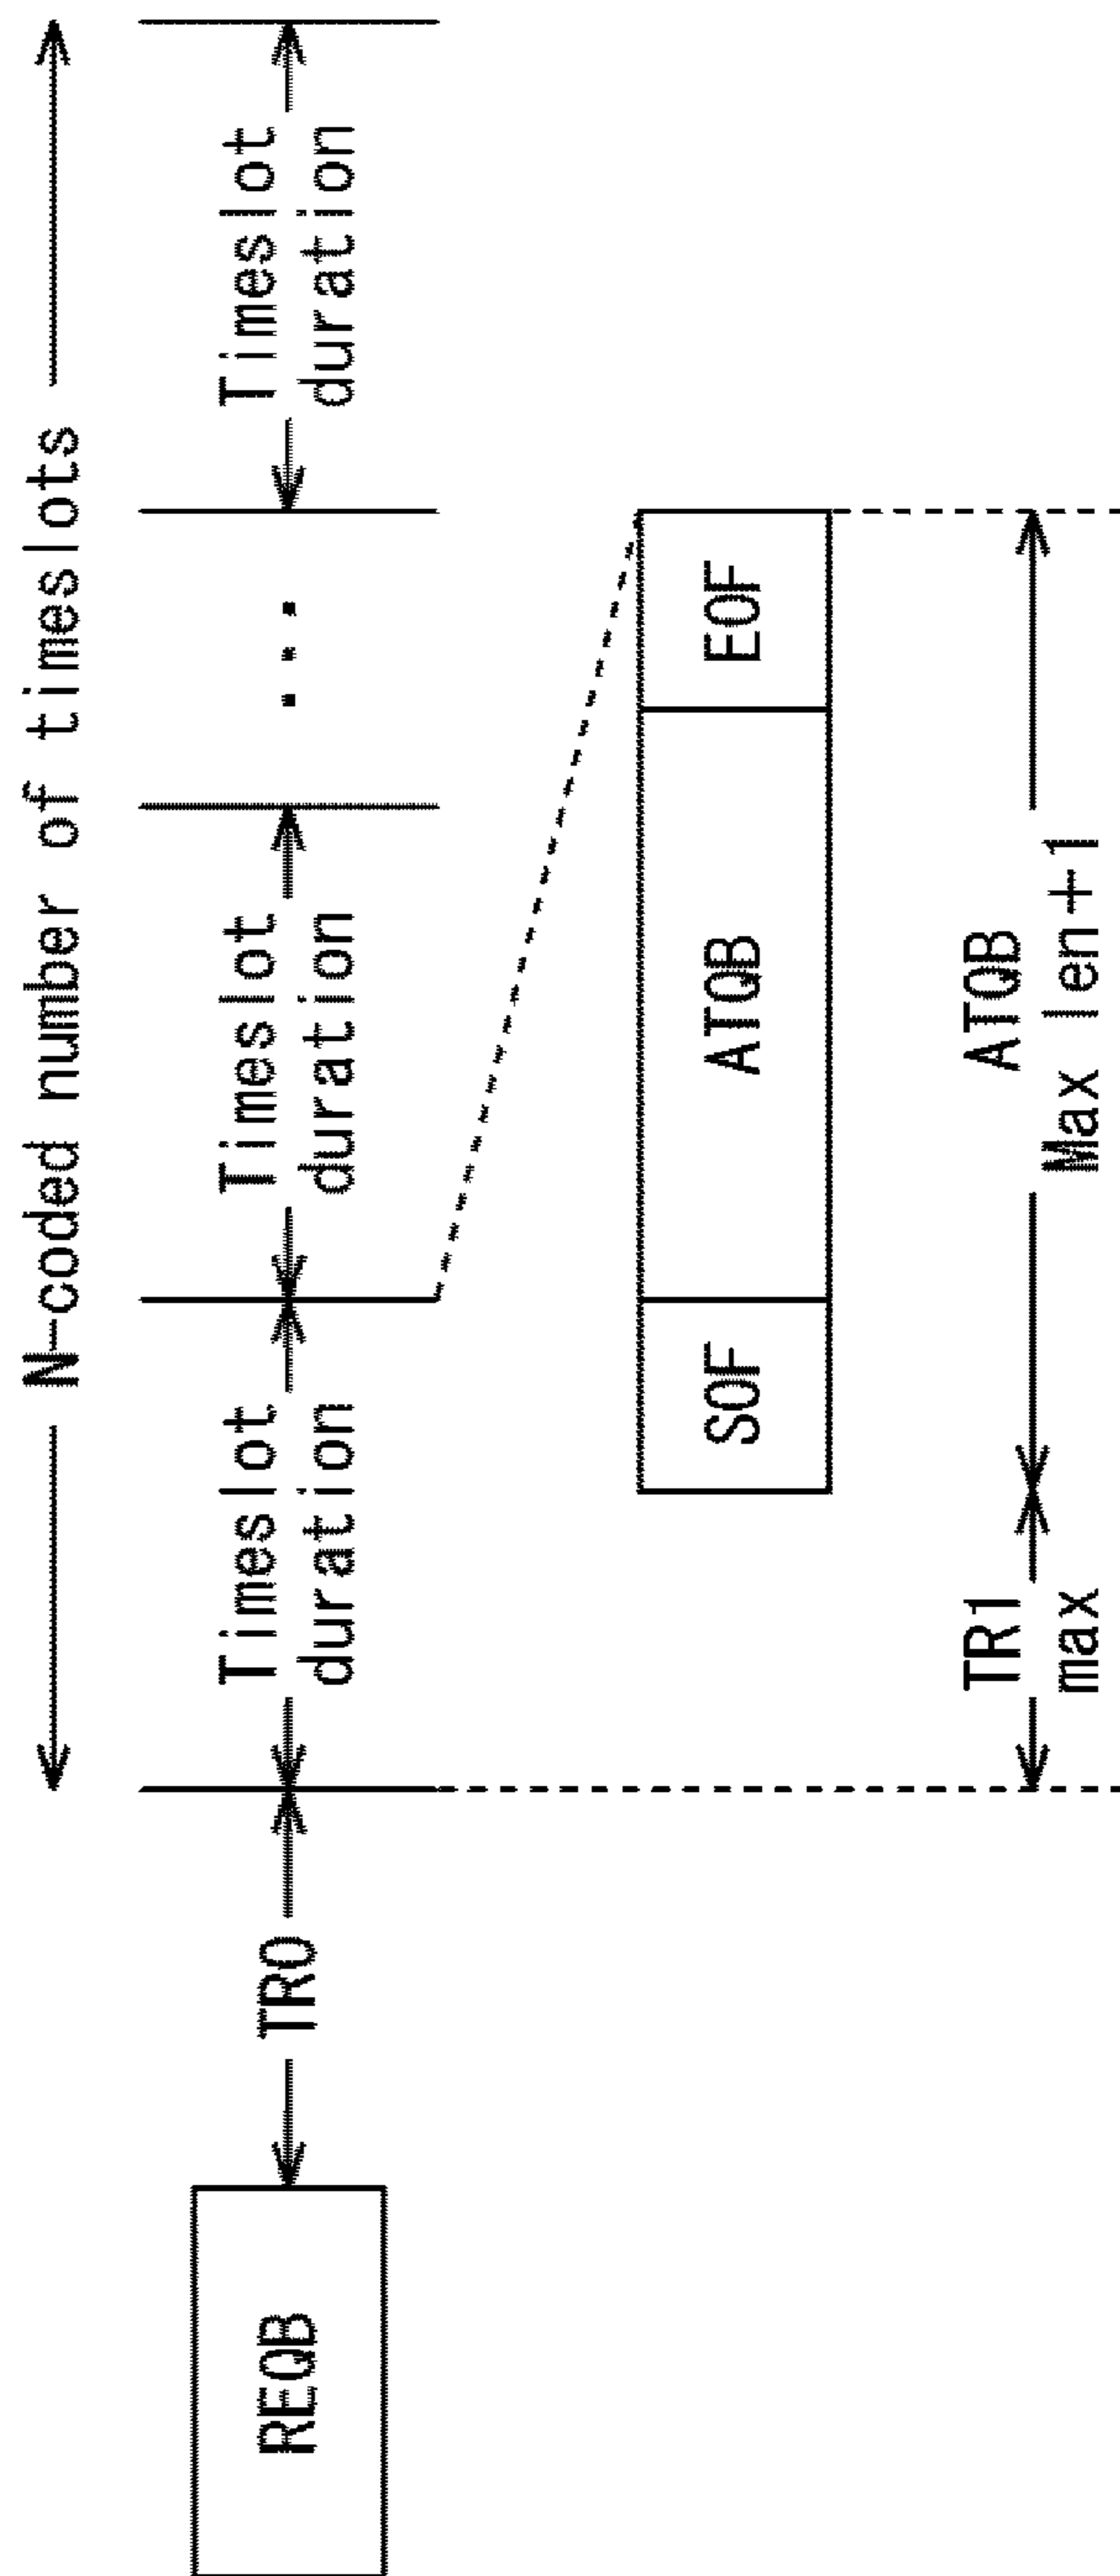 N-coded number of timeslots
REQB
TR0
Timeslot
duration
Timeslot
duration
...
Timeslot
duration
SOF
ATQB
EOF
TR1
max
ATQB
Max len+1